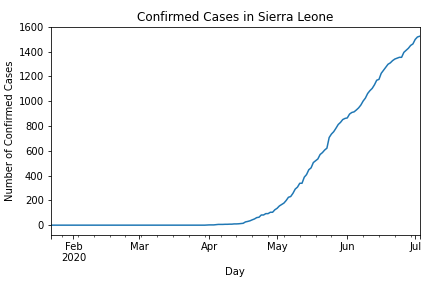 Confirmed Cases in Sierra Leone
Number of Confirmed Cases
1600
1400
1200
1000
800
600
400
200
0
Feb
2020
Mar
Apr
May
Jun
Jul
Day